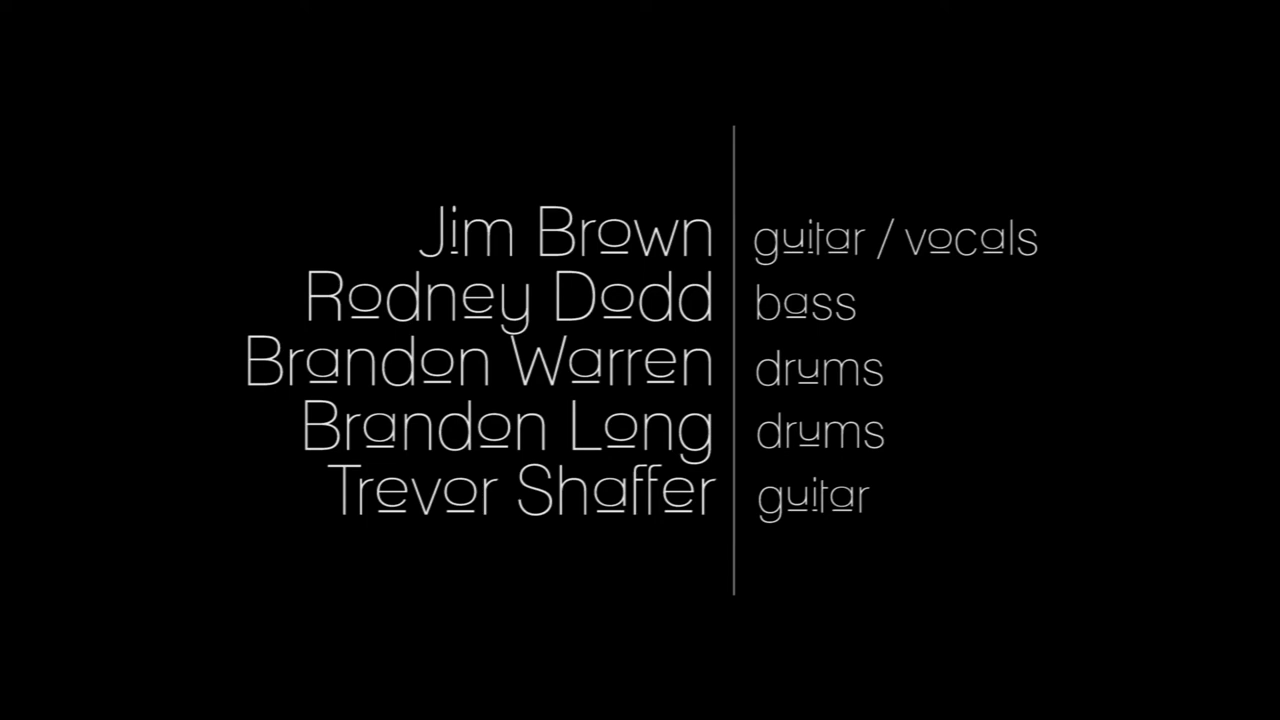 Jim Brown guitar / vocals
Rodney Dodd bass
Brandon Warren drums
Brandon Long drums
Trevor Shaffer guitar